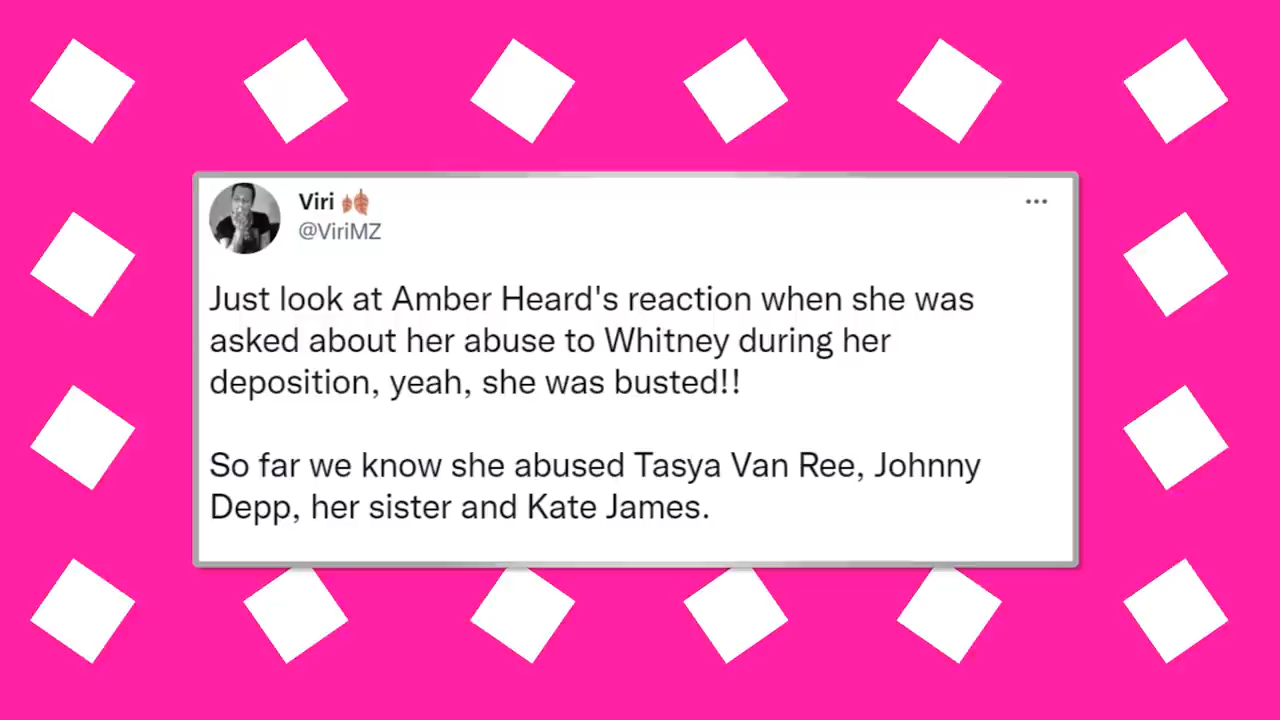 Viri 🍂
@ViriMZ
Just look at Amber Heard's reaction when she was
asked about her abuse to Whitney during her
deposition, yeah, she was busted!!
So far we know she abused Tasya Van Ree, Johnny
Depp, her sister and Kate James.